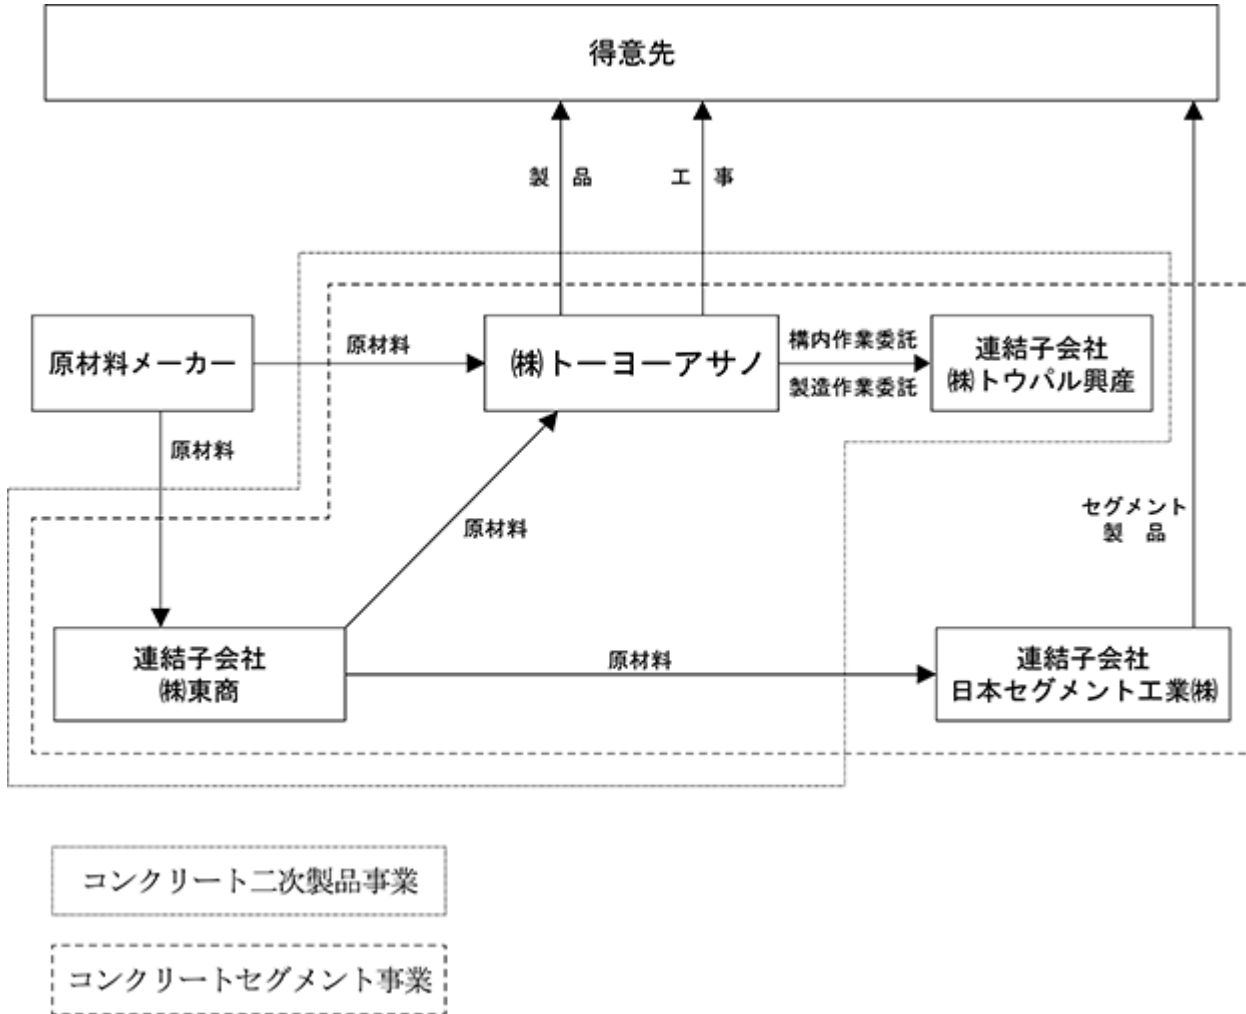 得意先
製 品
工 事
原材料メーカー
原材料
㈱トーヨーアサノ
構内作業委託
製造作業委託
連結子会社
㈱トウパル興産
原材料
原材料
セグメント
製 品
連結子会社
㈱東商
原材料
連結子会社
日本セグメント工業㈱
コンクリート二次製品事業
コンクリートセグメント事業